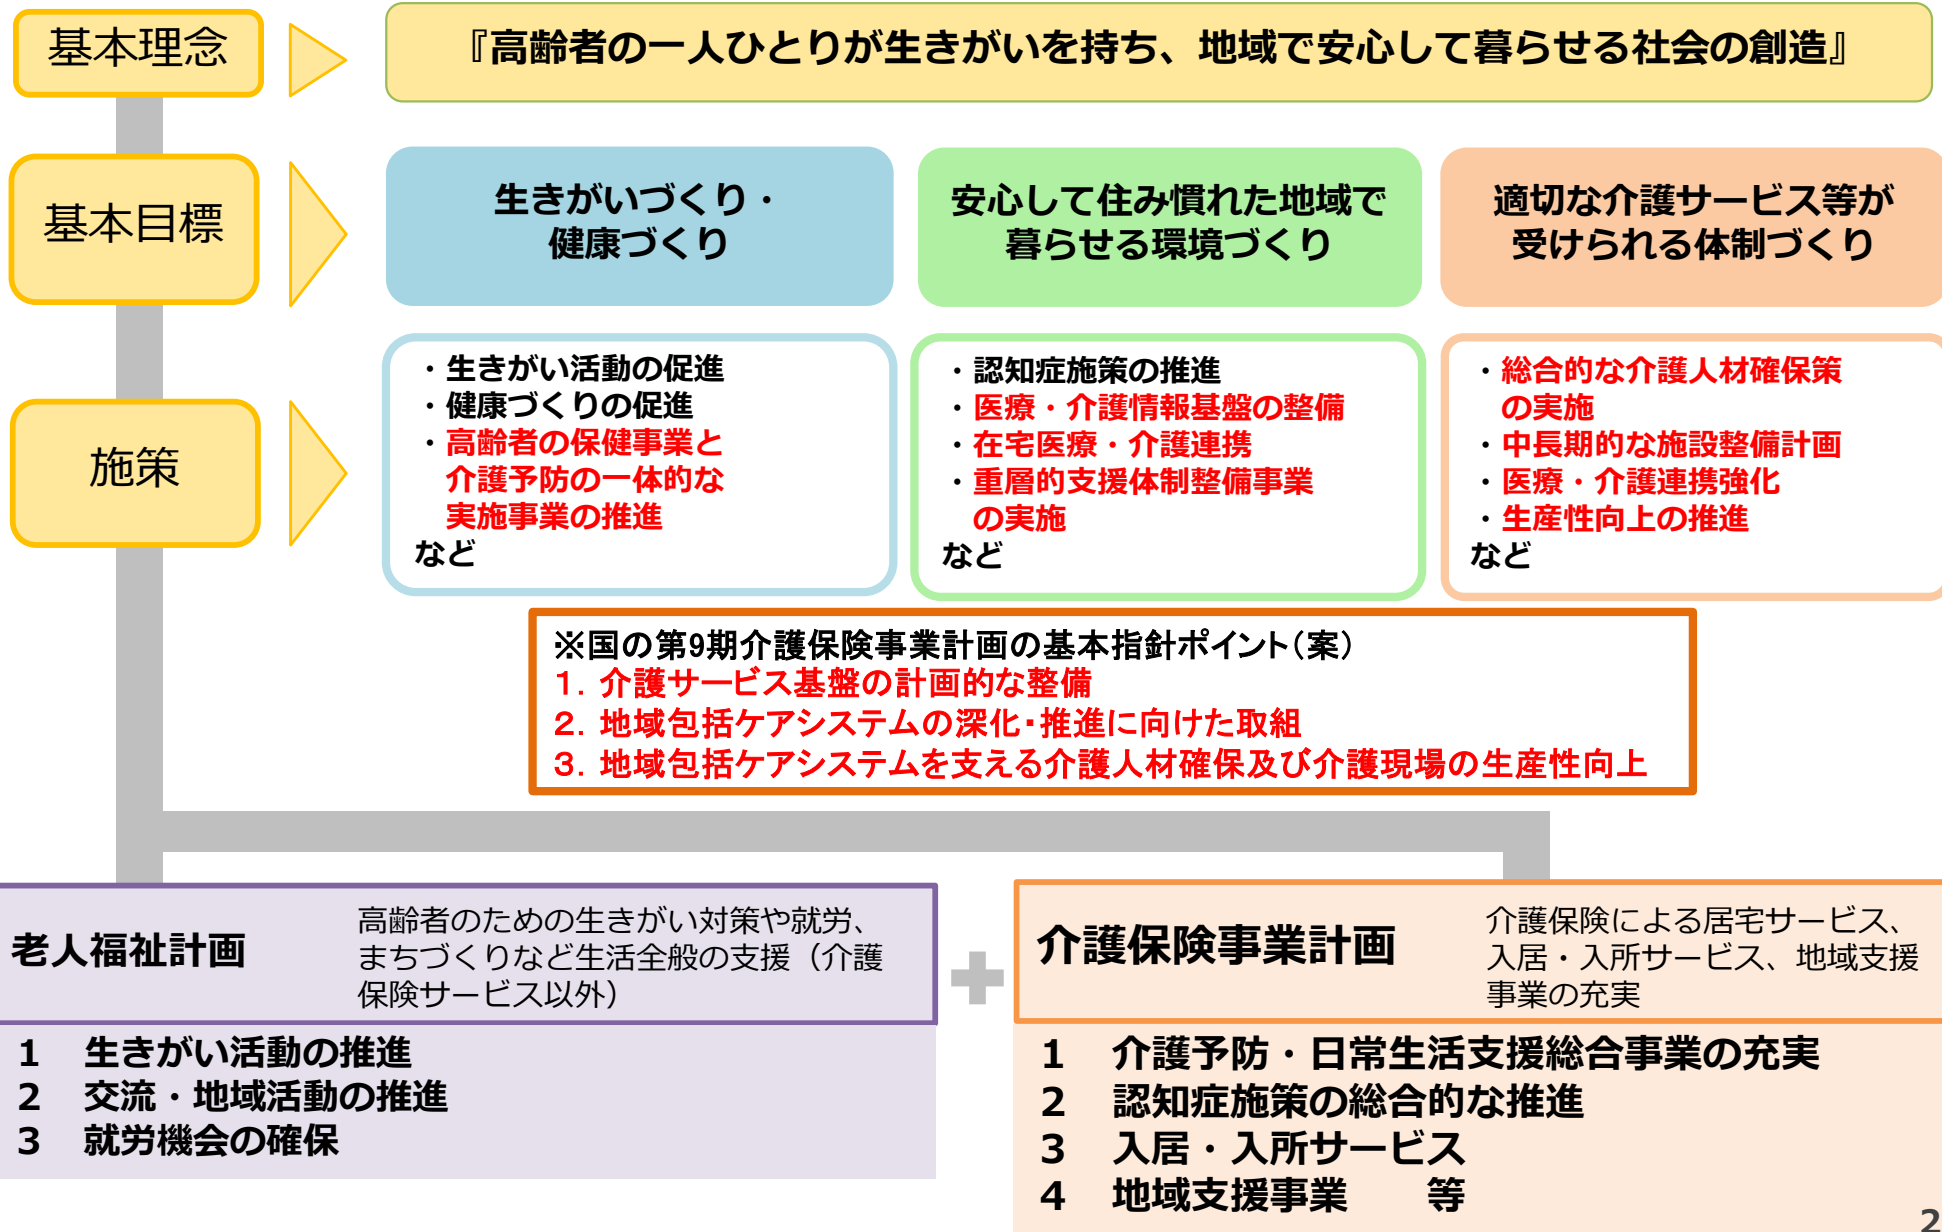 基本理念
『高齢者の一人ひとりが生きがいを持ち、地域で安心して暮らせる社会の創造』
基本目標
生きがいづくり・
健康づくり
安心して住み慣れた地域で
暮らせる環境づくり
適切な介護サービス等が
受けられる体制づくり
施策
・生きがい活動の促進
・健康づくりの促進
・高齢者の保健事業と
介護予防の一体的な
実施事業の推進
など
・認知症施策の推進
・医療・介護情報基盤の整備
・在宅医療・介護連携
・重層的支援体制整備事業
の実施
など
・総合的な介護人材確保策
の実施
・中長期的な施設整備計画
・医療・介護連携強化
・生産性向上の推進
など
※国の第9期介護保険事業計画の基本指針ポイント（案）
１．介護サービス基盤の計画的な整備
２．地域包括ケアシステムの深化・推進に向けた取組
３．地域包括ケアシステムを支える介護人材確保及び介護現場の生産性向上
老人福祉計画
高齢者のための生きがい対策や就労、
まちづくりなど生活全般の支援（介護
保険サービス以外）
1　生きがい活動の推進
2　交流・地域活動の推進
3　就労機会の確保
介護保険事業計画
介護保険による居宅サービス、
入居・入所サービス、地域支援
事業の充実
1　介護予防・日常生活支援総合事業の充実
2　認知症施策の総合的な推進
3　入居・入所サービス
4　地域支援事業　　等
2